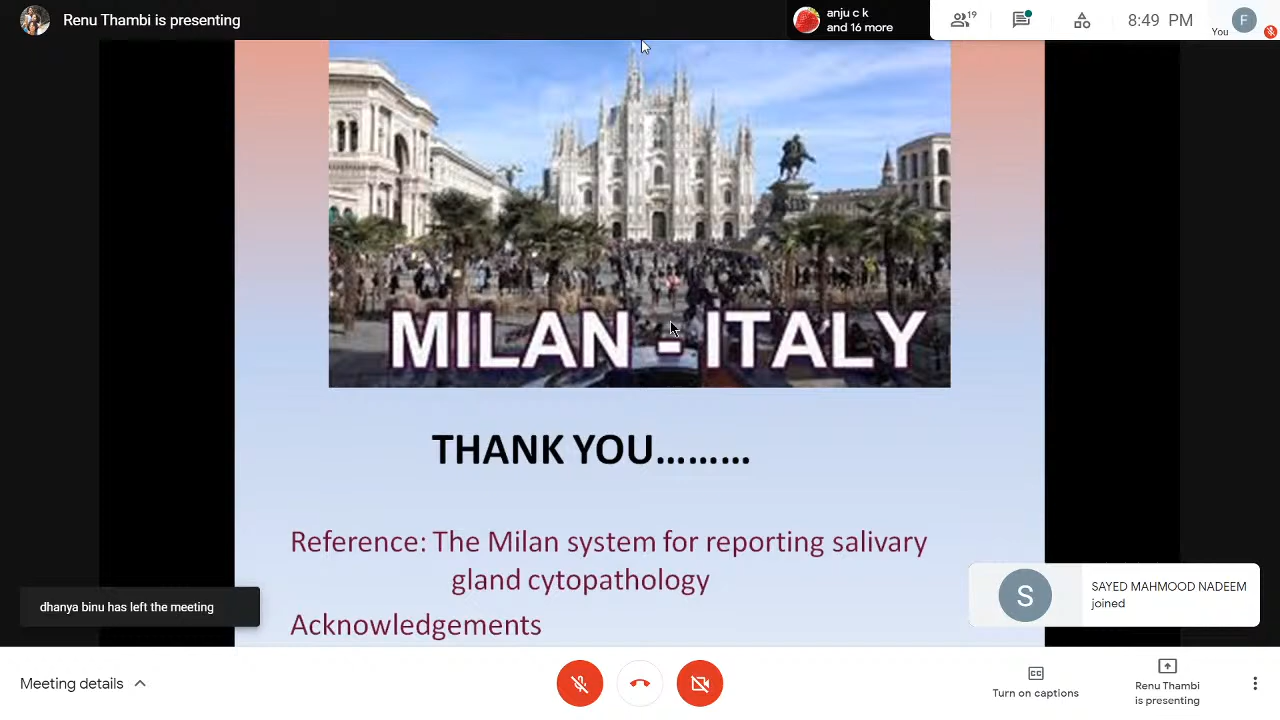 Renu Thambi is presenting
anju c k
and 16 more
19
8:49 PM
You
F
MILAN - ITALY
THANK YOU.........
Reference: The Milan system for reporting salivary
gland cytopathology
Acknowledgements
dhanya binu has left the meeting
S
SAYED MAHMOOD NADEEM
joined
Meeting details
CC
Turn on captions
Renu Thambi
is presenting